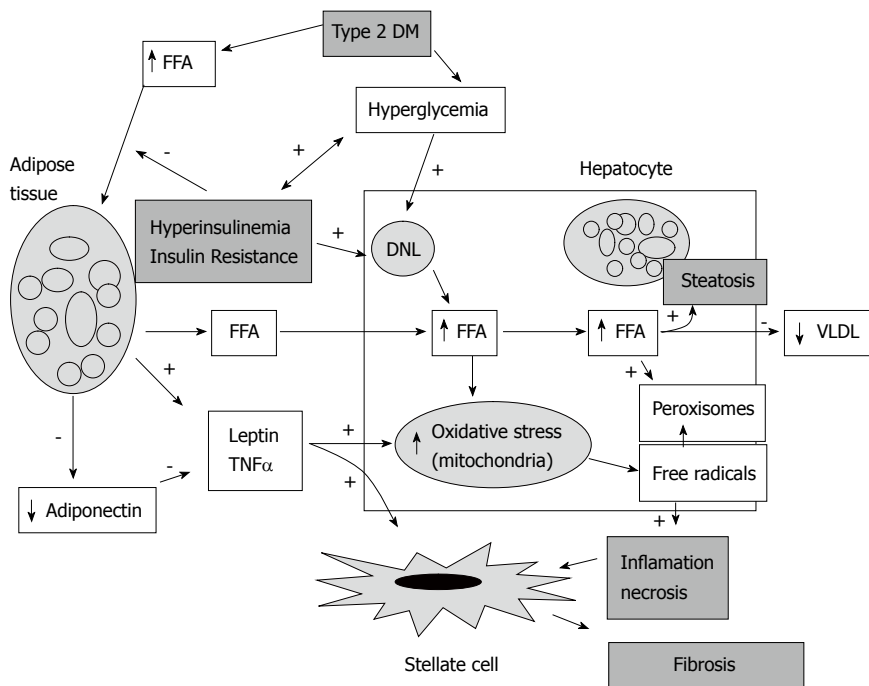 Type 2 DM
↑ FFA
Hyperglycemia
Adipose
tissue
-
+
+
Hepatocyte
Hyperinsulinemia
Insulin Resistance
+
DNL
Steatosis
FFA
↑ FFA
↑ FFA
+
-
↓ VLDL
+
+
Peroxisomes
-
Leptin
TNFα
+
↑ Oxidative stress
(mitochondria)
-
+
Free radicals
↓ Adiponectin
+
Inflamation
necrosis
Stellate cell
Fibrosis